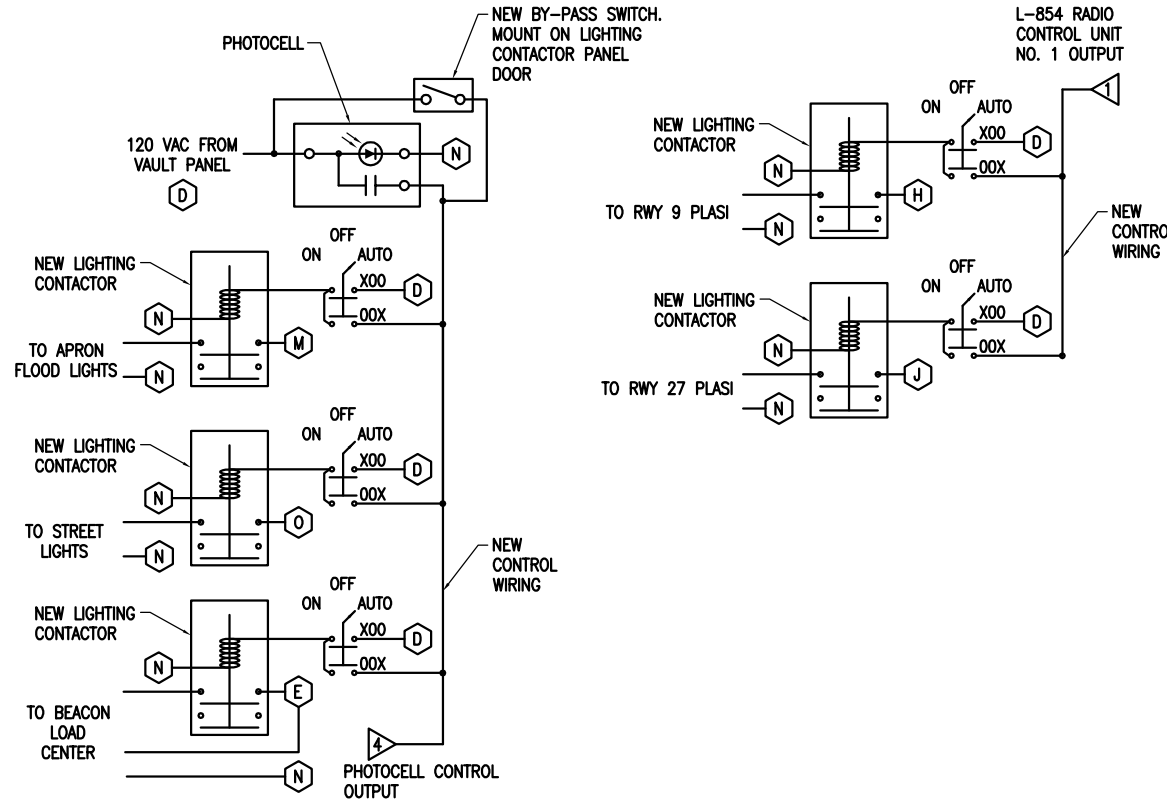 NEW BY-PASS SWITCH.
MOUNT ON LIGHTING
CONTACTOR PANEL
DOOR
PHOTOCELL
120 VAC FROM
VAULT PANEL
D
N
OFF
ON
AUTO
NEW LIGHTING
CONTACTOR
X00
D
00X
N
M
TO APRON
FLOOD LIGHTS
N
OFF
ON
AUTO
NEW LIGHTING
CONTACTOR
X00
D
00X
N
O
TO STREET
LIGHTS
N
NEW
CONTROL
WIRING
OFF
ON
AUTO
NEW LIGHTING
CONTACTOR
X00
D
00X
N
E
TO BEACON
LOAD
CENTER
N
4
PHOTOCELL CONTROL
OUTPUT
L-854 RADIO
CONTROL UNIT
NO. 1 OUTPUT
1
OFF
ON
AUTO
NEW LIGHTING
CONTACTOR
X00
D
00X
N
H
TO RWY 9 PLASI
N
NEW
CONTRO
WIRING
OFF
ON
AUTO
NEW LIGHTING
CONTACTOR
X00
D
00X
N
J
TO RWY 27 PLASI
N